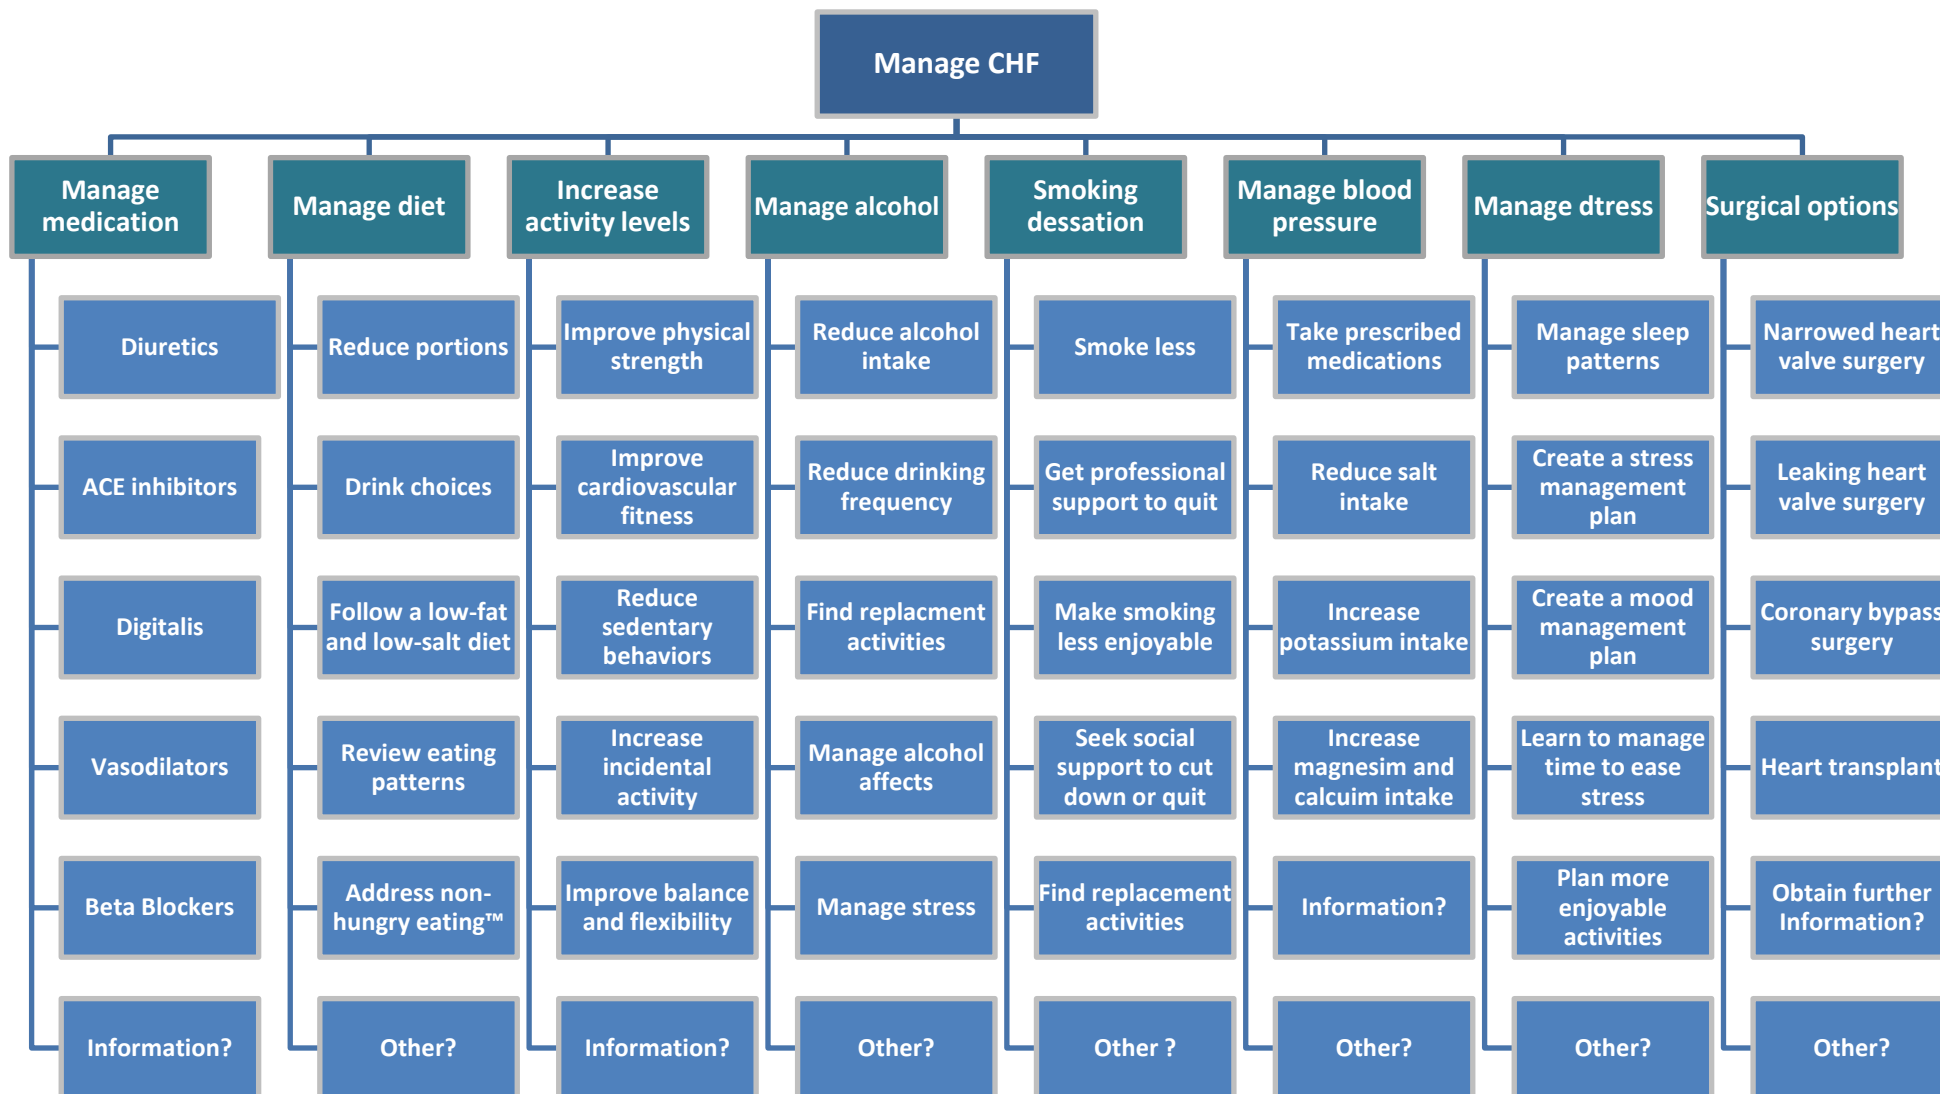 Manage CHF
Manage
medication
Manage diet
Increase
activity levels
Manage alcohol
Smoking
dessation
Manage blood
pressure
Manage dtress
Surgical options
Diuretics
Reduce portions
Improve physical
strength
Reduce alcohol
intake
Smoke less
Take prescribed
medications
Manage sleep
patterns
Narrowed heart
valve surgery
ACE inhibitors
Drink choices
Improve
cardiovascular
fitness
Reduce drinking
frequency
Get professional
support to quit
Reduce salt
intake
Create a stress
management
plan
Leaking heart
valve surgery
Digitalis
Follow a low-fat
and low-salt diet
Reduce
sedentary
behaviors
Find replacment
activities
Make smoking
less enjoyable
Increase
potassium intake
Create a mood
management
plan
Coronary bypass
surgery
Vasodilators
Review eating
patterns
Increase
incidental
activity
Manage alcohol
affects
Seek social
support to cut
down or quit
Increase
magnesim and
calcuim intake
Learn to manage
time to ease
stress
Heart transplant
Beta Blockers
Address non-
hungry eating™
Improve balance
and flexibility
Manage stress
Find replacement
activities
Information?
Plan more
enjoyable
activities
Obtain further
Information?
Information?
Other?
Information?
Other?
Other ?
Other?
Other?
Other?